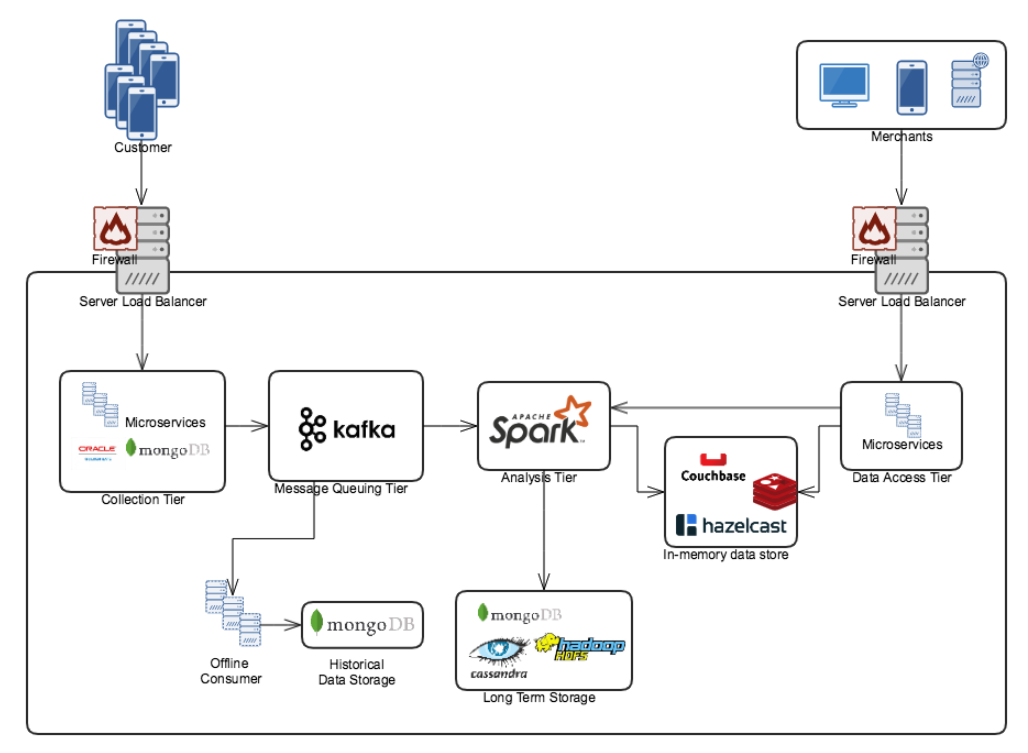 Customer
Merchants
Firewall
Server Load Balancer
Firewall
Server Load Balancer
Microservices
ORACLE
mongoDB
Collection Tier
kafka
Message Queuing Tier
APACHE
Spark
Analysis Tier
Couchbase
hazelcast
In-memory data store
Microservices
Data Access Tier
Offline
Consumer
mongoDB
Historical
Data Storage
mongoDB
cassandra
hadoop
HDFS
Long Term Storage